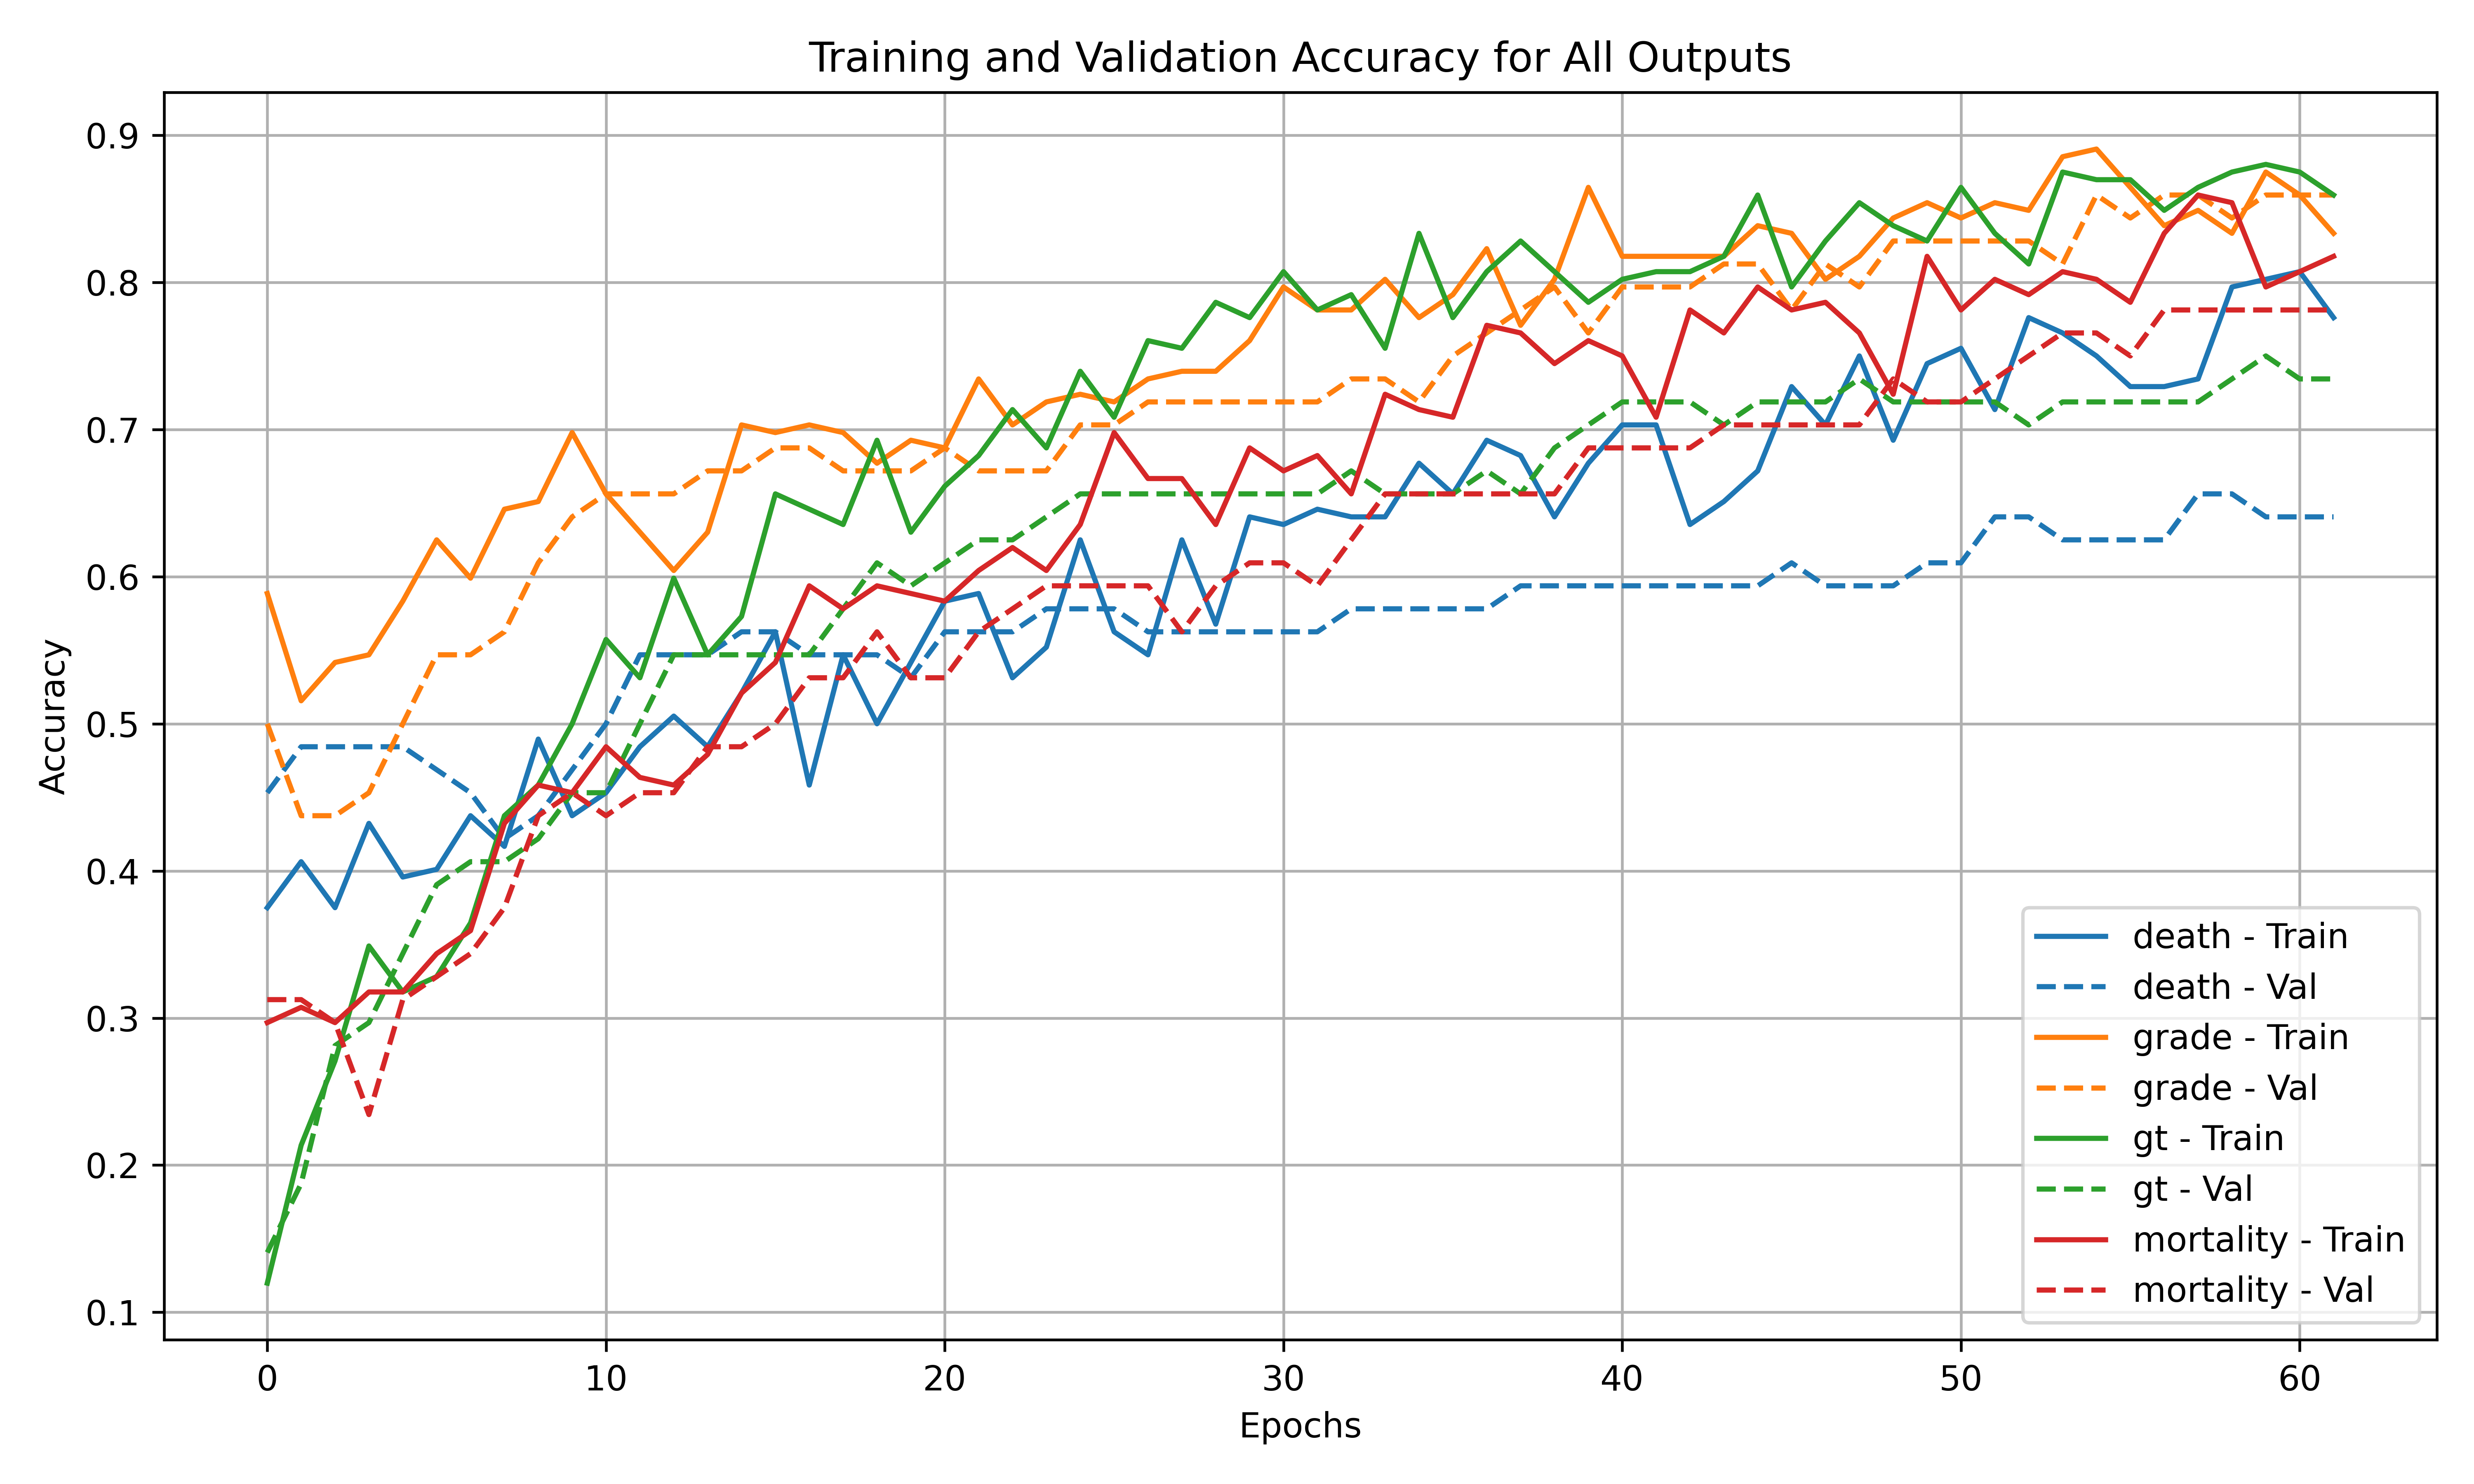 Training and Validation Accuracy for All Outputs
0.9
0.8
0.7
0.6
0.5
0.4
0.3
0.2
0.1
Accuracy
death - Train
death - Val
grade - Train
grade - Val
gt - Train
gt - Val
mortality - Train
mortality - Val
0 10 20 30 40 50 60
Epochs